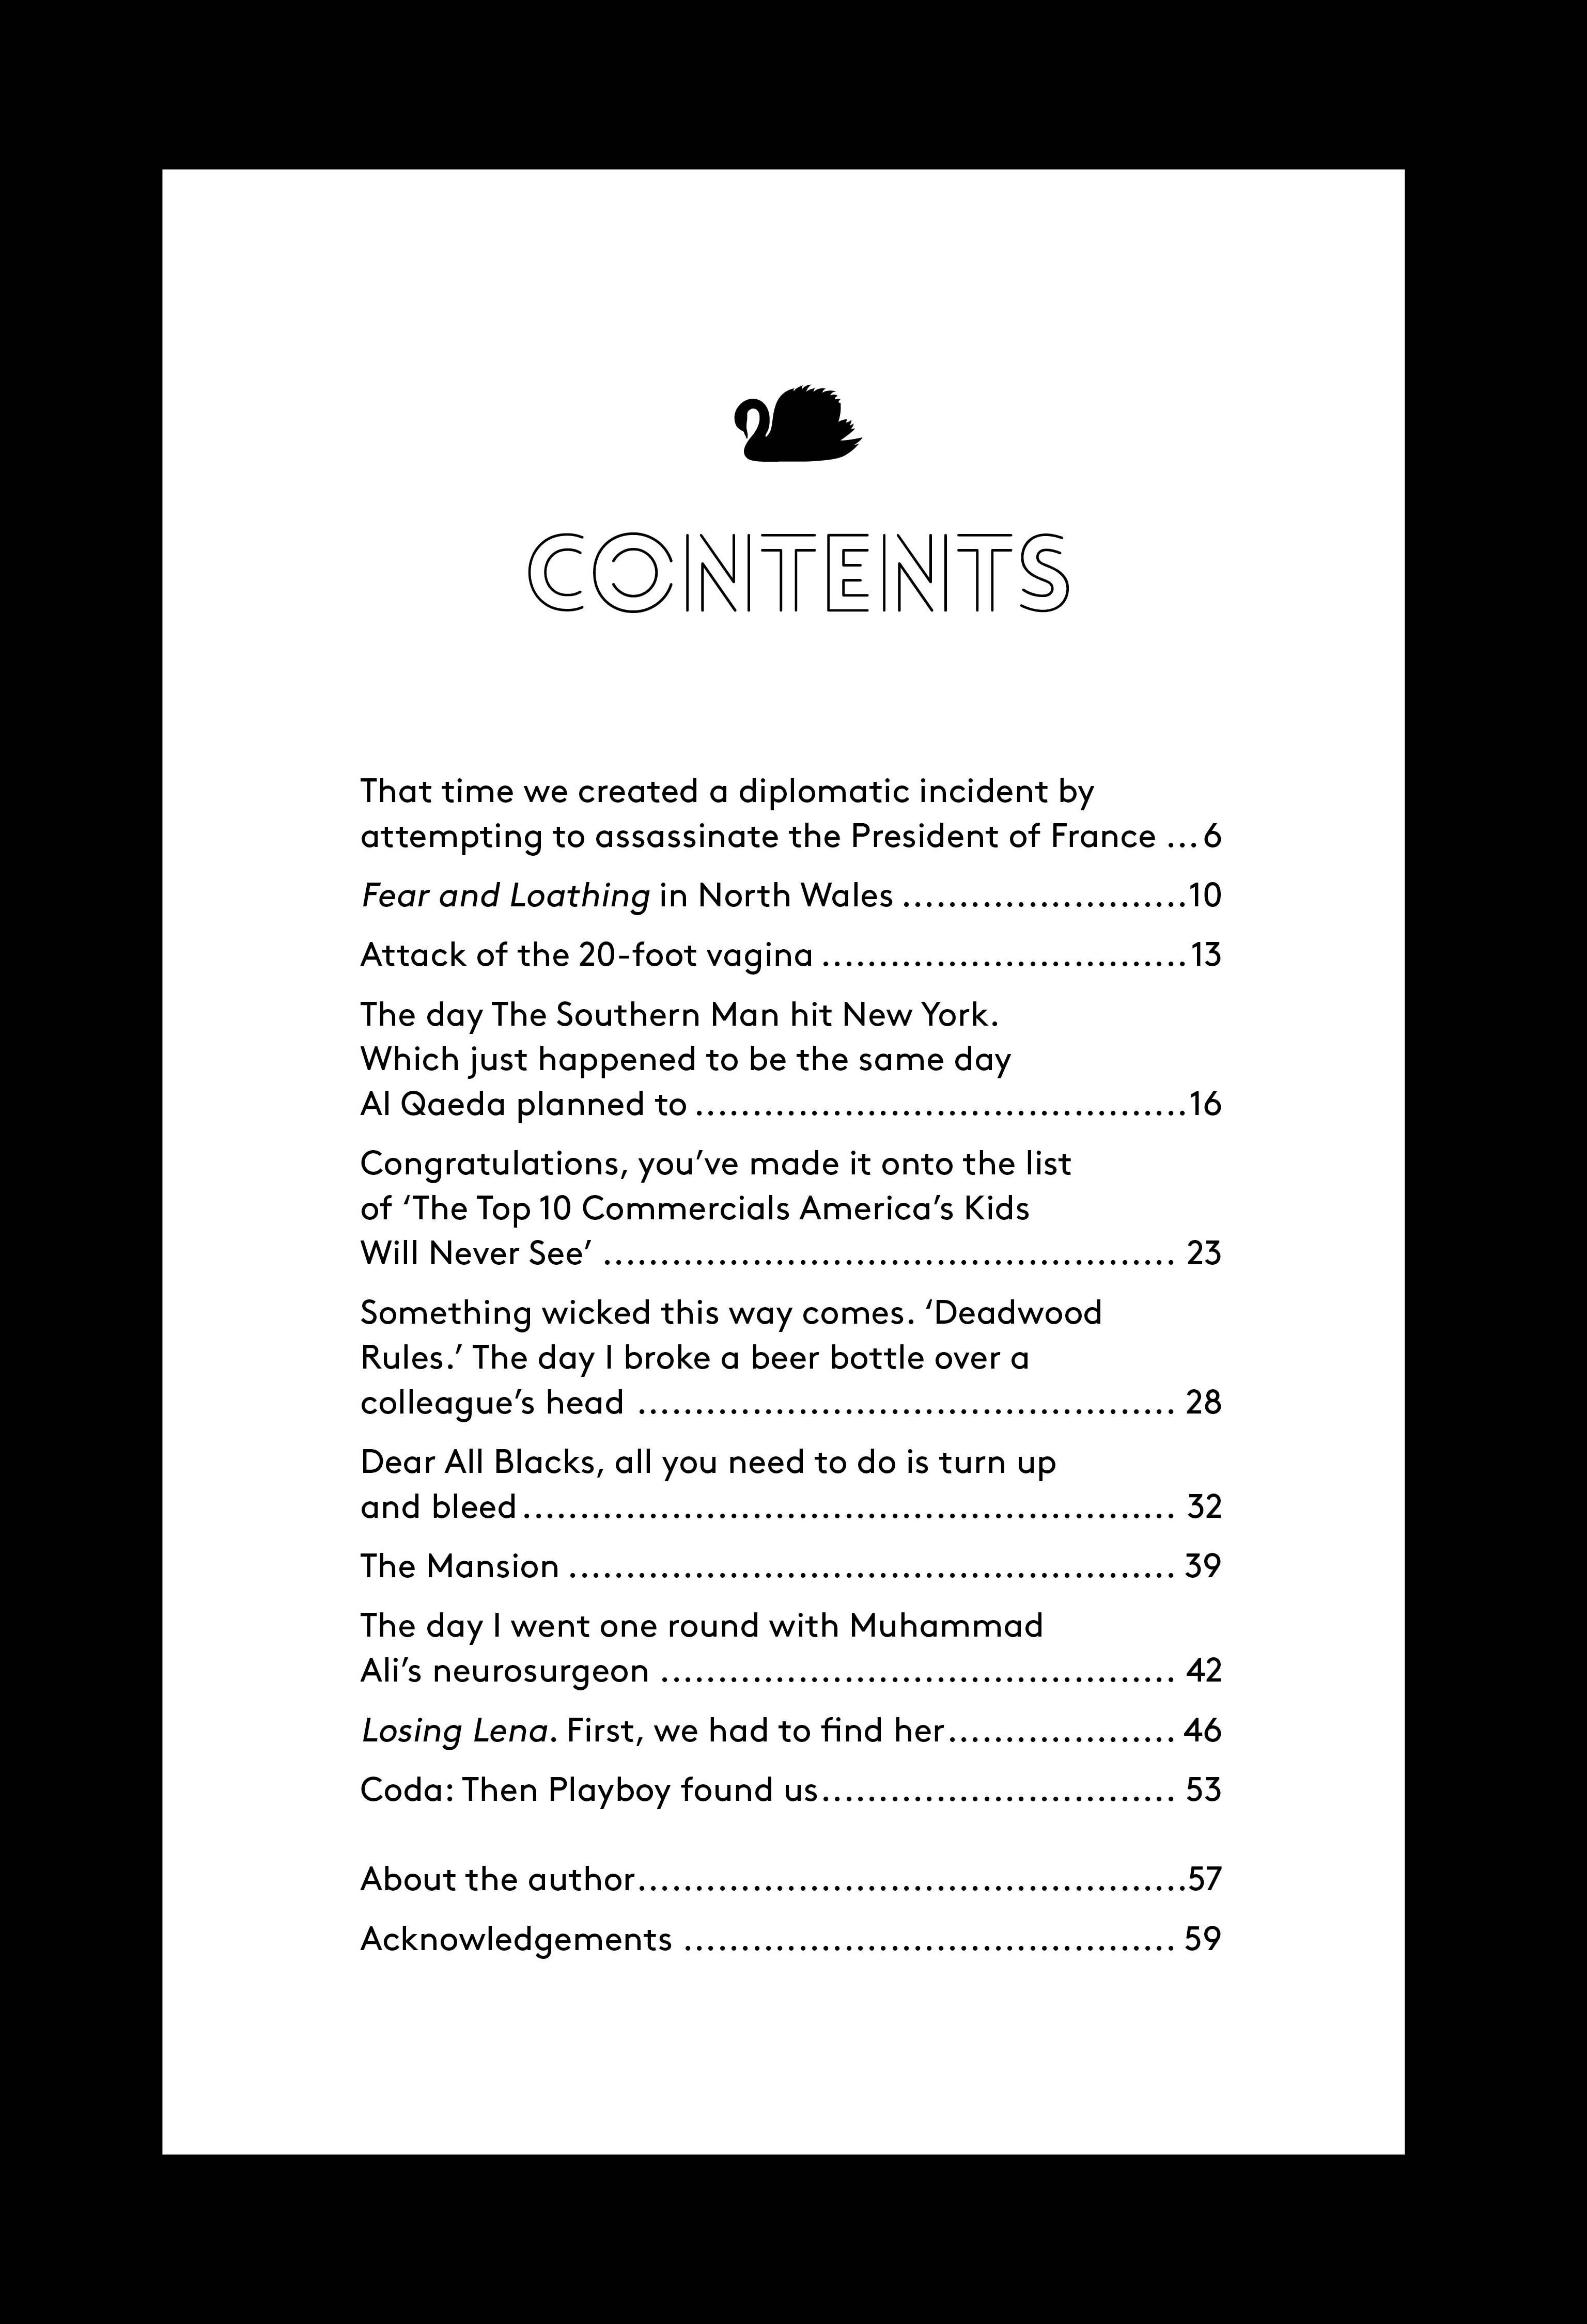 CONTENTS
That time we created a diplomatic incident by
attempting to assassinate the President of France ...6
Fear and Loathing in North Wales .........................10
Attack of the 20-foot vagina ................................13
The day The Southern Man hit New York.
Which just happened to be the same day
Al Qaeda planned to ...........................................16
Congratulations, you’ve made it onto the list
of ‘The Top 10 Commercials America’s Kids
Will Never See’ .................................................. 23
Something wicked this way comes. ‘Deadwood
Rules.’ The day I broke a beer bottle over a
colleague’s head ............................................... 28
Dear All Blacks, all you need to do is turn up
and bleed......................................................... 32
The Mansion ..................................................... 39
The day I went one round with Muhammad
Ali’s neurosurgeon ............................................. 42
Losing Lena. First, we had to find her.................... 46
Coda: Then Playboy found us............................... 53
About the author................................................57
Acknowledgements ........................................... 59